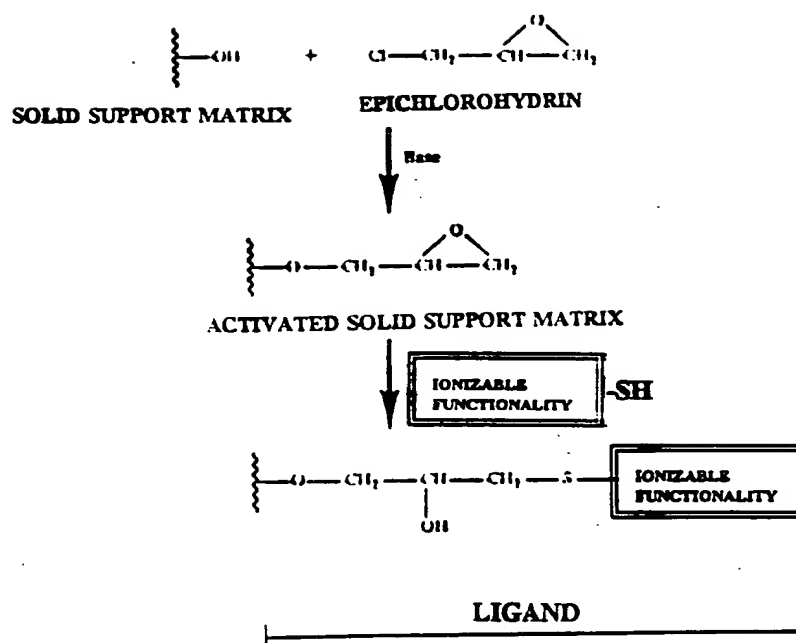 OH + Cl—CH₂—CH—CH₂
O
SOLID SUPPORT MATRIX EPICHLOROHYDRIN
Base
O
O—CH₂—CH—CH₂
ACTIVATED SOLID SUPPORT MATRIX
IONIZABLE
FUNCTIONALITY
-SH
O—CH₂—CH—CH₂—S
OH
IONIZABLE
FUNCTIONALITY
LIGAND